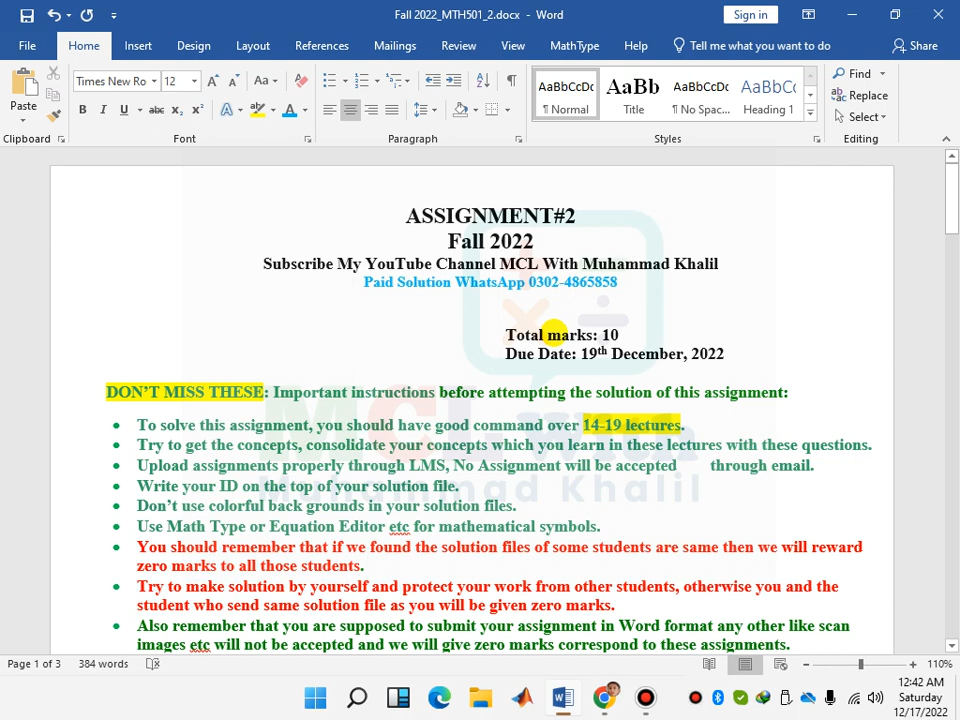 Fall 2022_MTH501_2.docx - Word
Sign in
File Home Insert Design Layout References Mailings Review View MathType Help Tell me what you want to do Share
Times New Ro 12 Aa
AaBbCcDc AaBb AaBbCcDc AaBbCc
Find
Replace
Select
Paste
B I U abc x₂ x² A A
¶ Normal Title ¶ No Spac... Heading 1
Clipboard Font Paragraph Styles Editing
ASSIGNMENT#2
Fall 2022
Subscribe My YouTube Channel MCL With Muhammad Khalil
Paid Solution WhatsApp 0302-4865858
Total marks: 10
Due Date: 19th December, 2022
DON’T MISS THESE: Important instructions before attempting the solution of this assignment:
• To solve this assignment, you should have good command over 14-19 lectures.
• Try to get the concepts, consolidate your concepts which you learn in these lectures with these questions.
• Upload assignments properly through LMS, No Assignment will be accepted through email.
• Write your ID on the top of your solution file.
• Don’t use colorful back grounds in your solution files.
• Use Math Type or Equation Editor etc for mathematical symbols.
• You should remember that if we found the solution files of some students are same then we will reward
zero marks to all those students.
• Try to make solution by yourself and protect your work from other students, otherwise you and the
student who send same solution file as you will be given zero marks.
• Also remember that you are supposed to submit your assignment in Word format any other like scan
images etc will not be accepted and we will give zero marks correspond to these assignments.
MCL With
Muhammad Khalil
Page 1 of 3 384 words 110%
12:42 AM
Saturday
12/17/2022